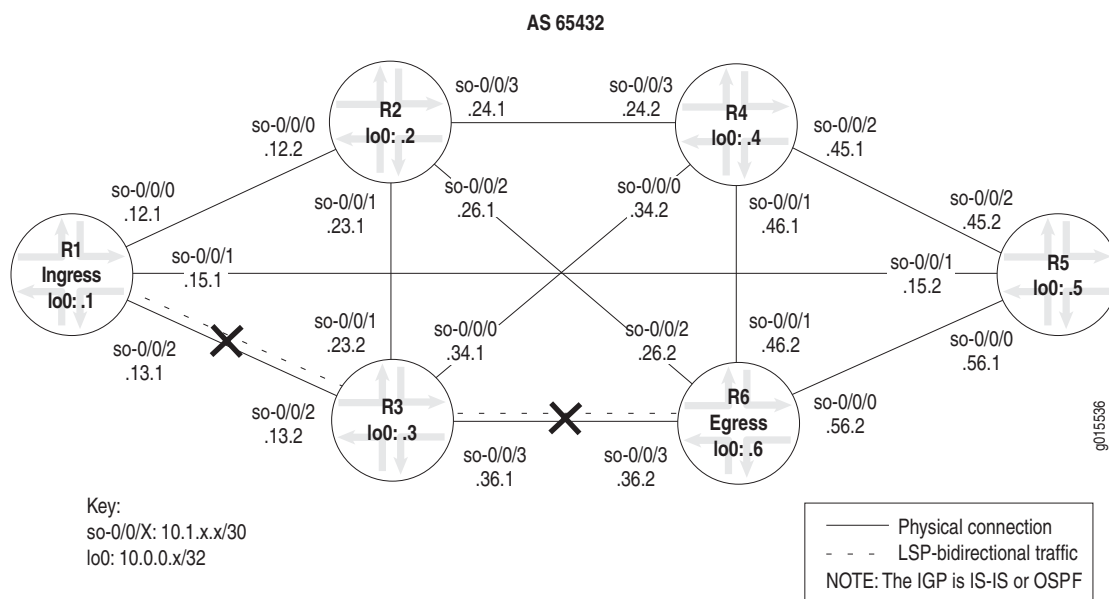 AS 65432
R2
lo0: .2
so-0/0/3
.24.1
so-0/0/3
.24.2
R4
lo0: .4
so-0/0/0
.12.2
so-0/0/2
.45.1
so-0/0/0
.12.1
so-0/0/1
.23.1
so-0/0/2
.26.1
so-0/0/0
.34.2
so-0/0/1
.46.1
so-0/0/2
.45.2
R1
Ingress
lo0: .1
so-0/0/1
.15.1
so-0/0/1
.15.2
R5
lo0: .5
so-0/0/2
.13.1
so-0/0/1
.23.2
so-0/0/0
.34.1
so-0/0/2
.26.2
so-0/0/1
.46.2
so-0/0/0
.56.1
so-0/0/2
.13.2
R3
lo0: .3
R6
Egress
lo0: .6
so-0/0/0
.56.2
so-0/0/3
.36.1
so-0/0/3
.36.2
g015536
Key:
so-0/0/X: 10.1.x.x/30
lo0: 10.0.0.x/32
Physical connection
LSP-bidirectional traffic
NOTE: The IGP is IS-IS or OSPF